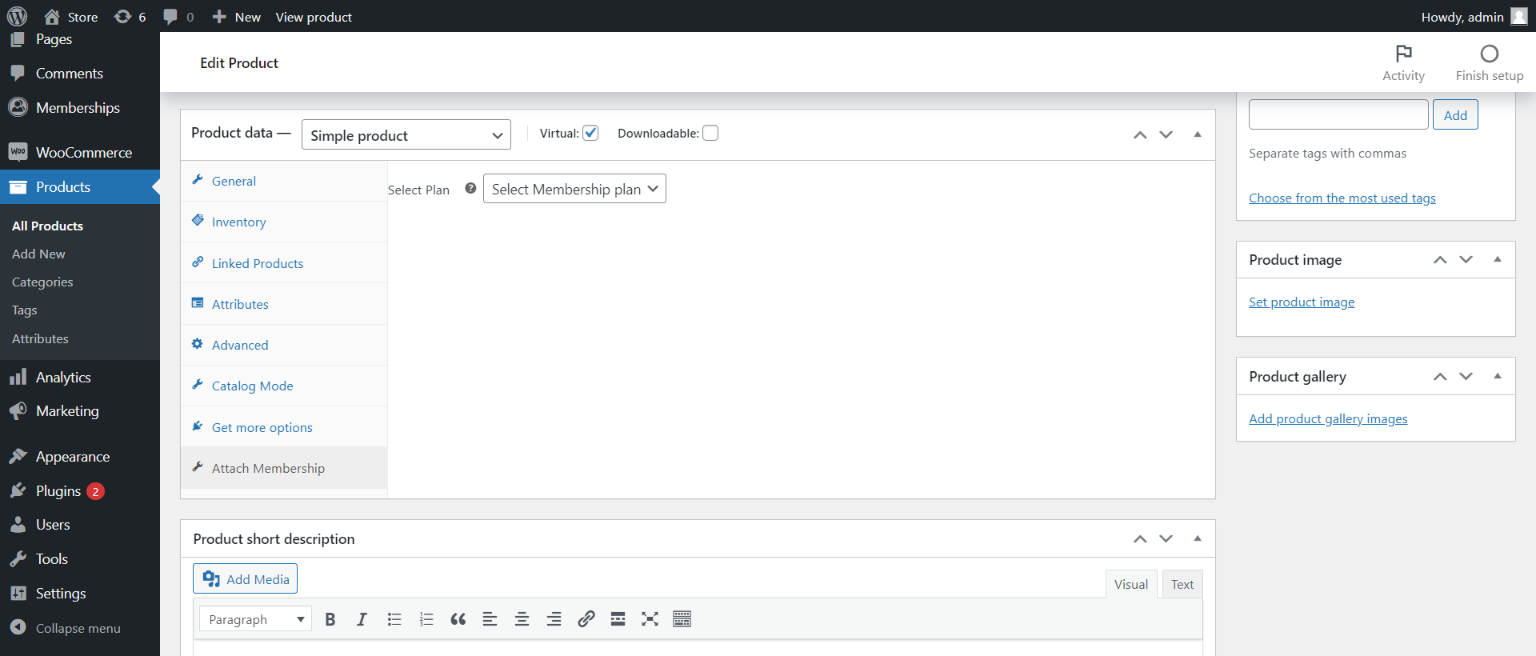 Store 6 0 New View product Howdy, admin
Pages
Comments
Memberships
Woo WooCommerce
Products
All Products
Add New
Categories
Tags
Attributes
Analytics
Marketing
Appearance
Plugins 2
Users
Tools
Settings
Collapse menu
Edit Product
Activity
Finish setup
Product data — Simple product Virtual: Downloadable:
General
Inventory
Linked Products
Attributes
Advanced
Catalog Mode
Get more options
Attach Membership
Select Plan ? Select Membership plan
Product short description
Add Media
Visual Text
Paragraph B I
Add
Separate tags with commas
Choose from the most used tags
Product image
Set product image
Product gallery
Add product gallery images